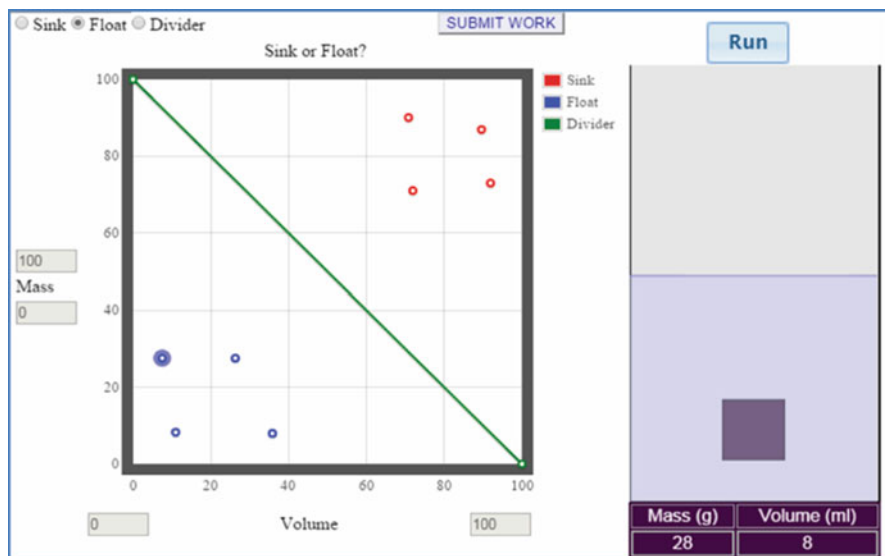 Sink Float Divider
SUBMIT WORK
Run
Sink or Float?
Sink
Float
Divider
100
80
60
40
20
0
100
Mass
0
0 20 40 60 80 100
0
Volume
100
Mass (g) Volume (ml)
28 8